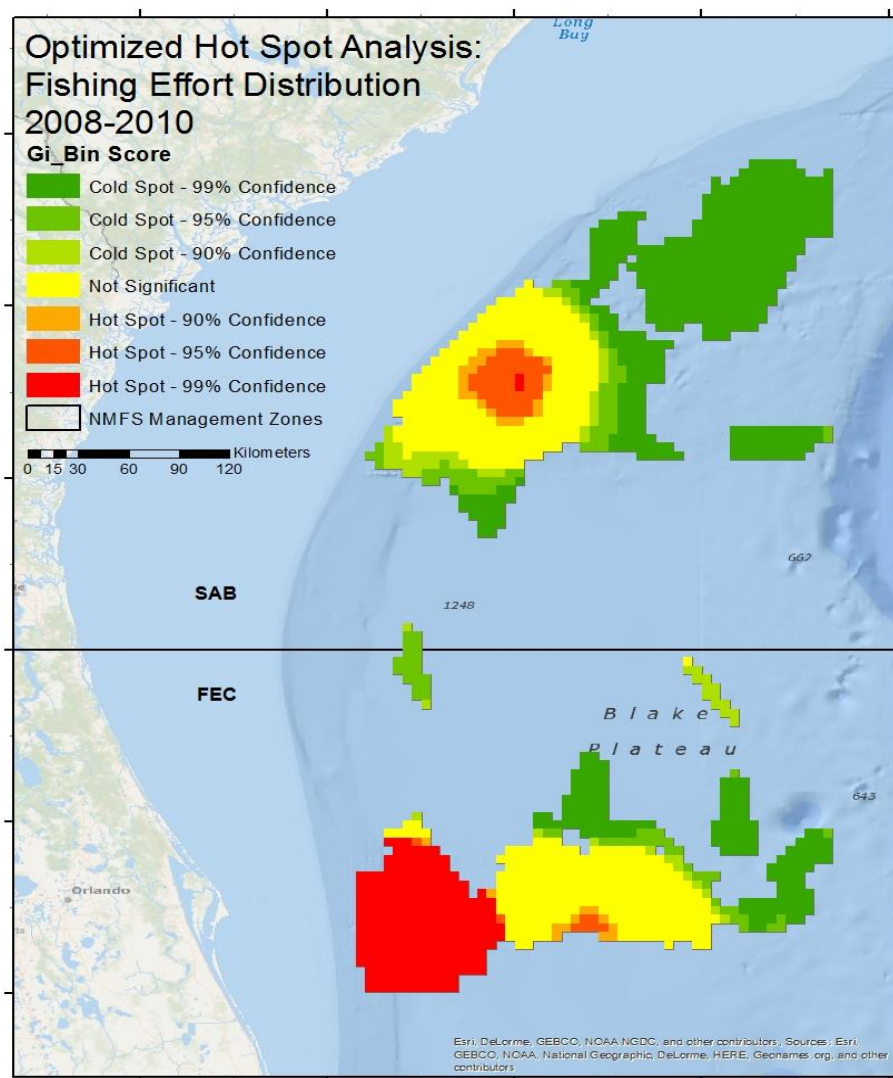 Long
Bay
Optimized Hot Spot Analysis:
Fishing Effort Distribution
2008-2010
Gi_Bin Score
Cold Spot - 99% Confidence
Cold Spot - 95% Confidence
Cold Spot - 90% Confidence
Not Significant
Hot Spot - 90% Confidence
Hot Spot - 95% Confidence
Hot Spot - 99% Confidence
NMFS Management Zones
Kilometers
0 15 30 60 90 120
662
SAB
1248
FEC
Blake
Plateau
643
Orlando
Esri, DeLorme, GEBCO, NOAA NGDC, and other contributors, Sources: Esri,
GEBCO, NOAA, National Geographic, DeLorme, HERE, Geonames.org, and other
contributors